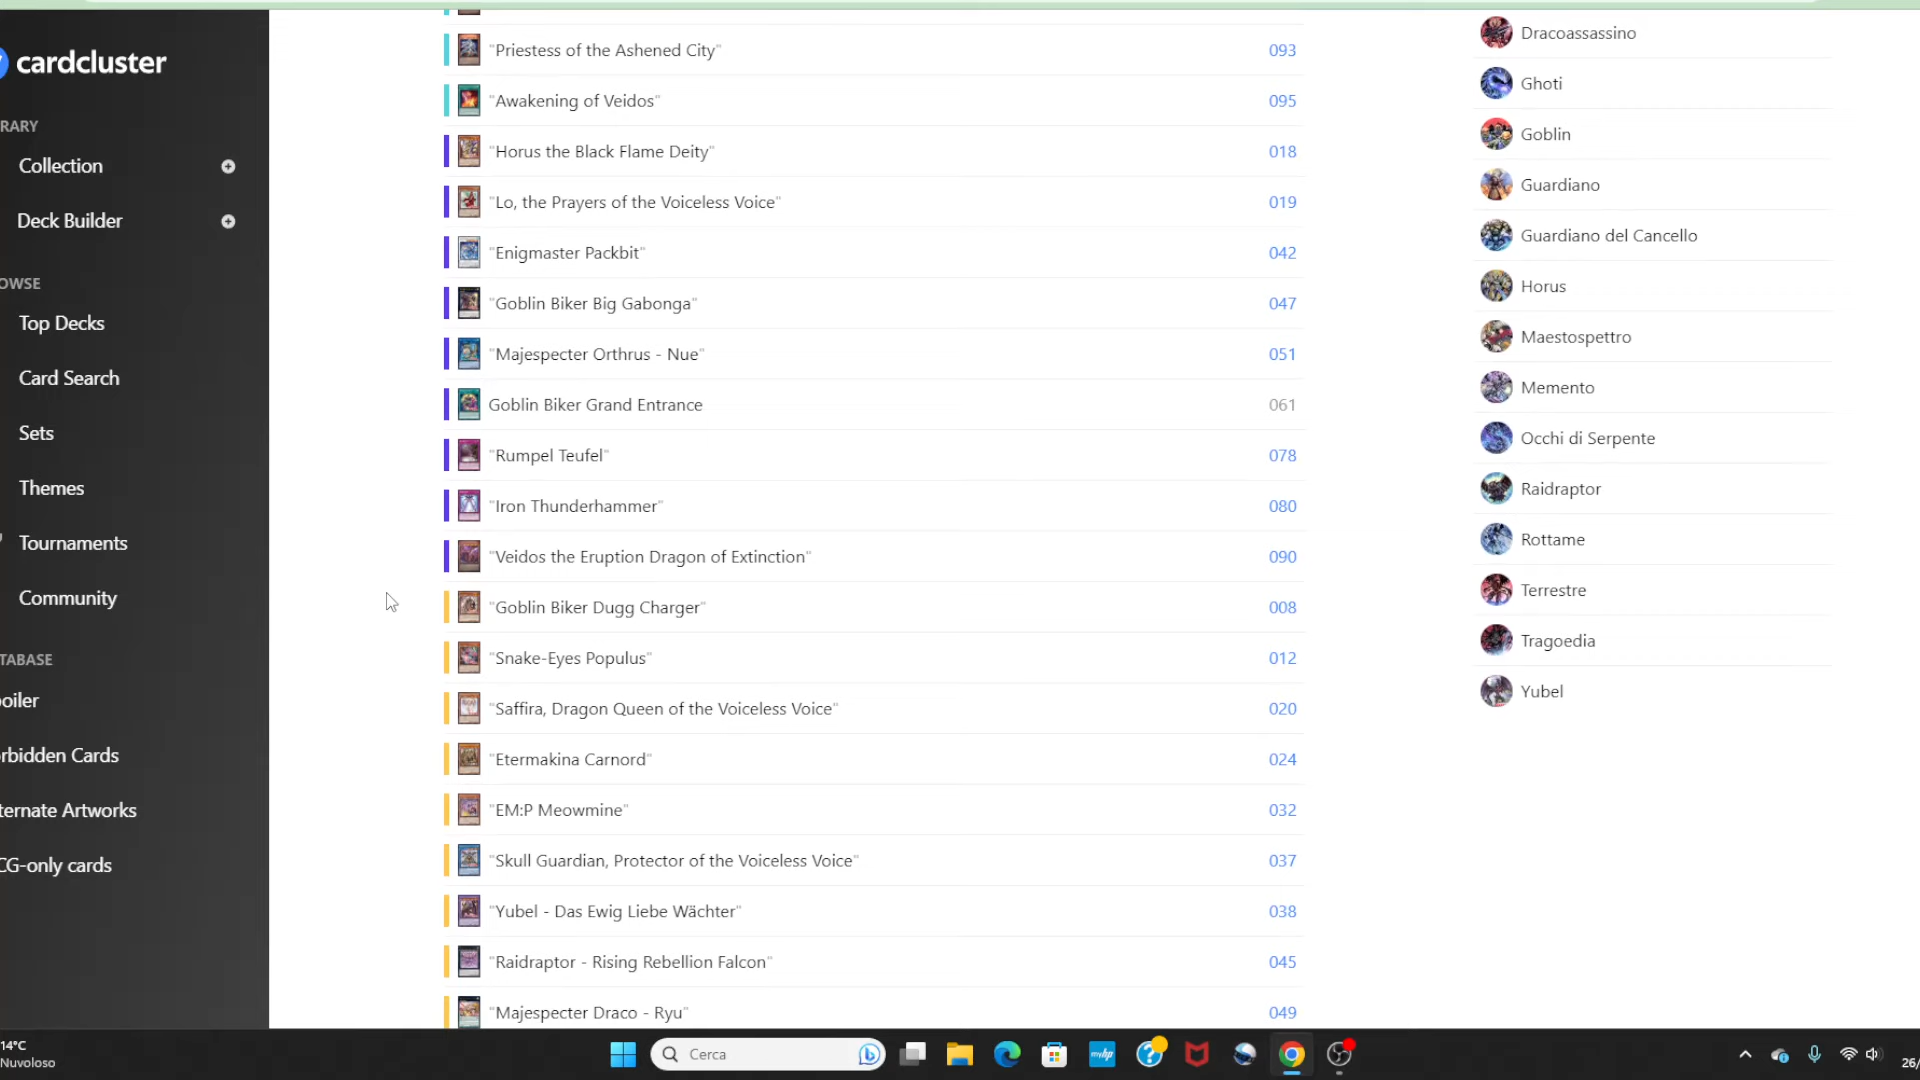 cardcluster
RARY
Collection
Deck Builder
OWSE
Top Decks
Card Search
Sets
Themes
Tournaments
Community
TABASE
oiler
rbidden Cards
ternate Artworks
CG-only cards
"Priestess of the Ashened City" 093
"Awakening of Veidos" 095
"Horus the Black Flame Deity" 018
"Lo, the Prayers of the Voiceless Voice" 019
"Enigmaster Packbit" 042
"Goblin Biker Big Gabonga" 047
"Majespecter Orthrus - Nue" 051
Goblin Biker Grand Entrance 061
"Rumpel Teufel" 078
"Iron Thunderhammer" 080
"Veidos the Eruption Dragon of Extinction" 090
"Goblin Biker Dugg Charger" 008
"Snake-Eyes Populus" 012
"Saffira, Dragon Queen of the Voiceless Voice" 020
"Etermakina Carnord" 024
"EM:P Meowmine" 032
"Skull Guardian, Protector of the Voiceless Voice" 037
"Yubel - Das Ewig Liebe Wächter" 038
"Raidraptor - Rising Rebellion Falcon" 045
"Majespecter Draco - Ryu" 049
Dracoassassino
Ghoti
Goblin
Guardiano
Guardiano del Cancello
Horus
Maestospettro
Memento
Occhi di Serpente
Raidraptor
Rottame
Terrestre
Tragoedia
Yubel
14°C
Nuvoloso
Cerca
myhp
26/